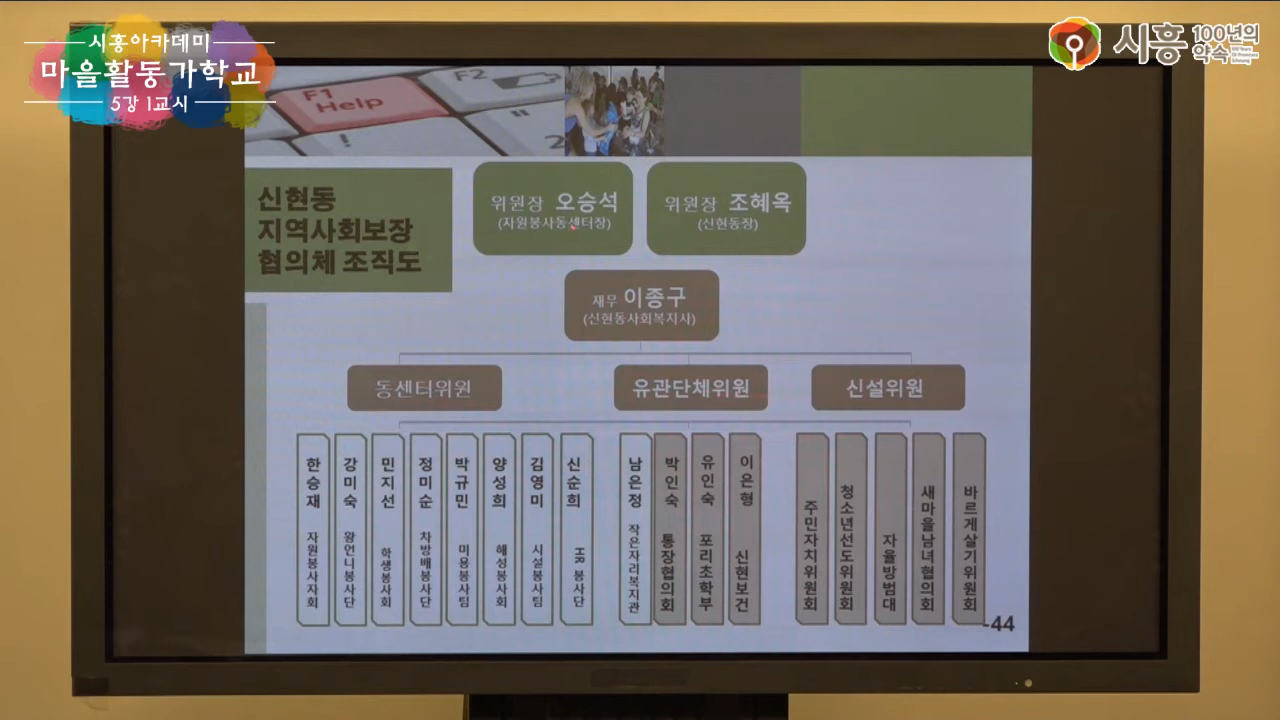 시흥아카데미
마을활동가학교
5강 1교시
시흥 100년의 약속
F1
Help
F2
!
"
2
신현동
지역사회보장
협의체 조직도
위원장 오승석
(자원봉사동센터장)
위원장 조혜옥
(신현동장)
재무 이종구
(신현동사회복지사)
동센터위원
유관단체위원
신설위원
한승재 자원봉사자회
강미숙 왕언니봉사단
민지선 학생봉사회
정미순 차방배봉사단
박규민 미용봉사팀
양성희 해성봉사회
김영미 시설봉사팀
신순희 HR 봉사단
남은정 작은자리복지관
박인숙 통장협의회
유인숙 포리초학부
이은형 신현보건
주민자치위원회
청소년선도위원회
자율방범대
새마을남녀협의회
바르게살기위원회
-44